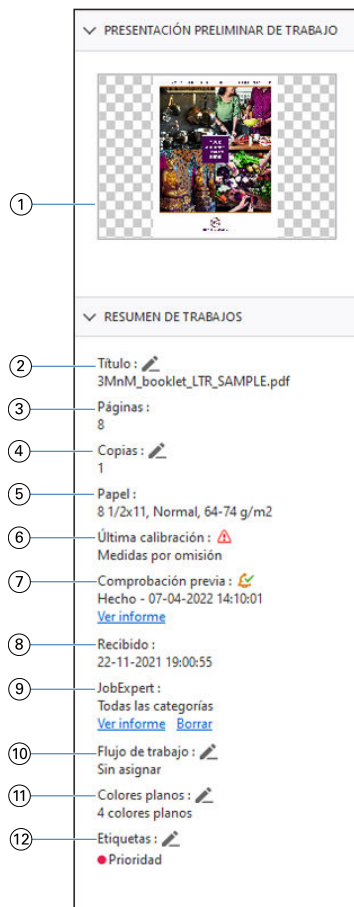 PRESENTACIÓN PRELIMINAR DE TRABAJO
1
RESUMEN DE TRABAJOS
2 Título :
3MnM_booklet_LTR_SAMPLE.pdf
3 Páginas :
8
4 Copias :
1
5 Papel :
8 1/2x11, Normal, 64-74 g/m2
6 Última calibración :
Medidas por omisión
7 Comprobación previa :
Hecho - 07-04-2022 14:10:01
Ver informe
8 Recibido :
22-11-2021 19:00:55
9 JobExpert :
Todas las categorías
Ver informe Borrar
10 Flujo de trabajo :
Sin asignar
11 Colores planos :
4 colores planos
12 Etiquetas :
Prioridad